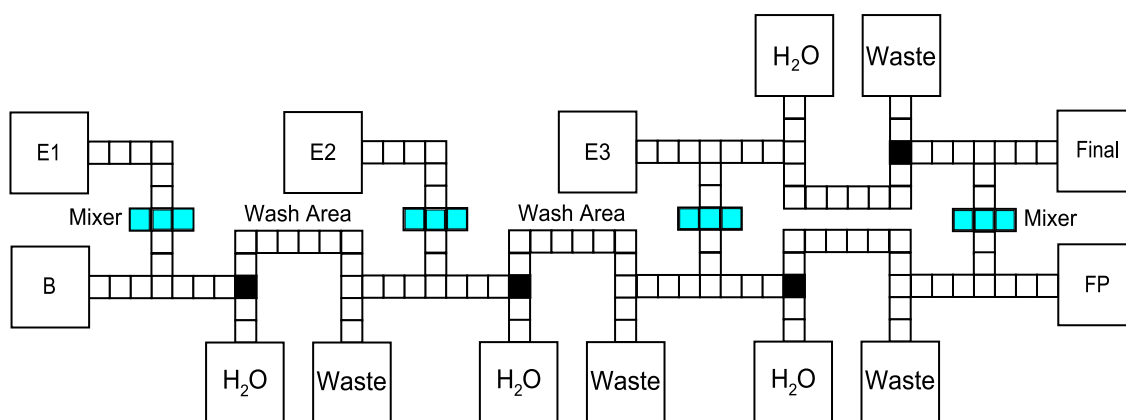 H₂O
Waste
E1
E2
E3
Final
Mixer
Wash Area
Wash Area
Mixer
B
FP
H₂O
Waste
H₂O
Waste
H₂O
Waste